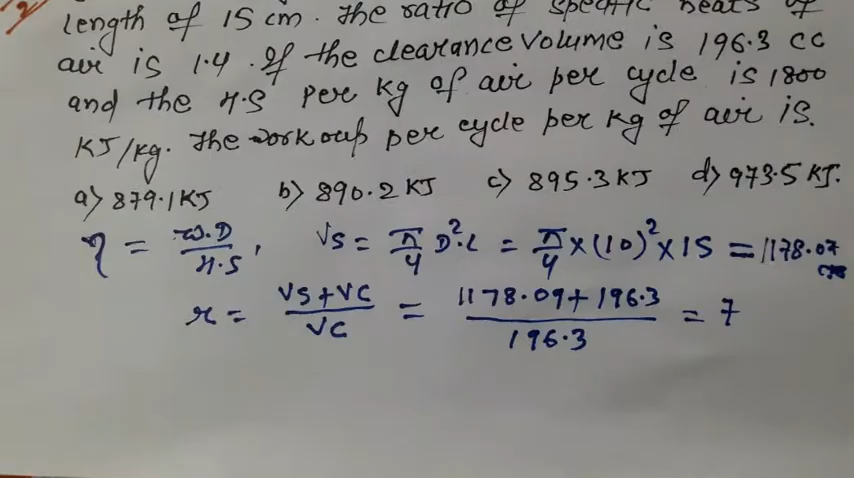 length of 15 cm. The ratio of specific heats of
air is 1.4. If the clearance volume is 196.3 cc
and the H.S per kg of air per cycle is 1800
KJ/kg. The workoup per cycle per kg of air is.
a) 879.1KJ b) 890.2 KJ c) 895.3 KJ d) 973.5 KJ.
η = W.D/H.S, VS = π/4 D².L = π/4 × (10)² × 15 = 1178.07
r = VS+VC/VC = 1178.09+196.3/196.3 = 7